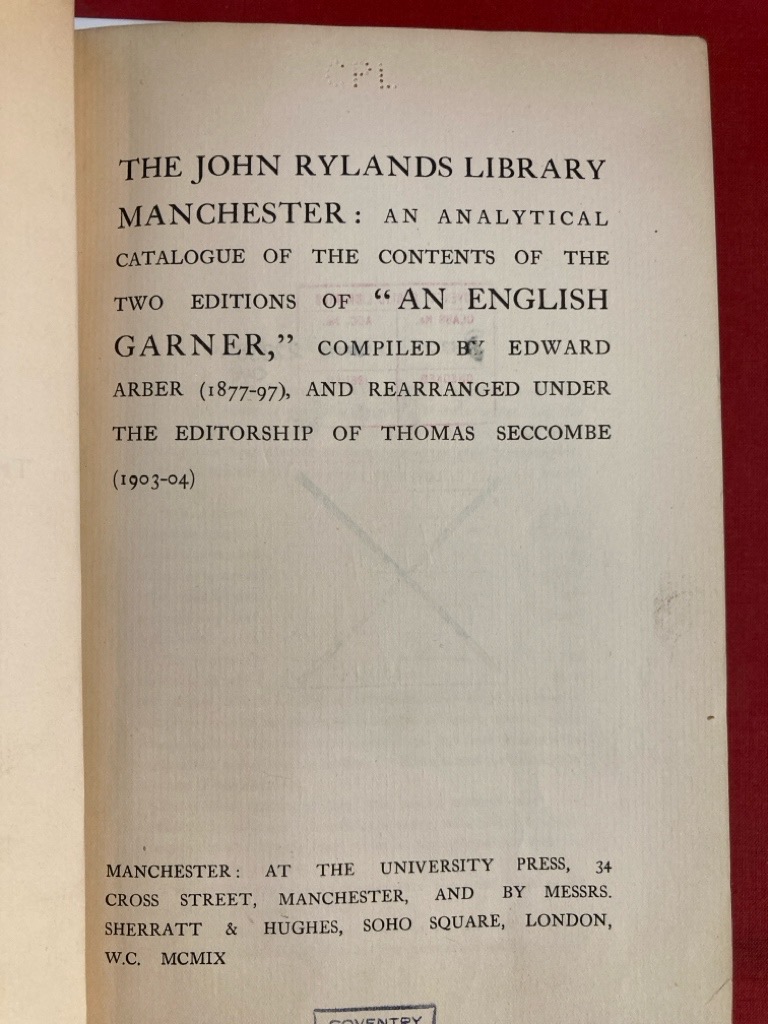 CPL
THE JOHN RYLANDS LIBRARY
MANCHESTER: AN ANALYTICAL
CATALOGUE OF THE CONTENTS OF THE
TWO EDITIONS OF “AN ENGLISH
GARNER,” COMPILED BY EDWARD
ARBER (1877-97), AND REARRANGED UNDER
THE EDITORSHIP OF THOMAS SECCOMBE
(1903-04)
MANCHESTER: AT THE UNIVERSITY PRESS, 34
CROSS STREET, MANCHESTER, AND BY MESSRS.
SHERRATT & HUGHES, SOHO SQUARE, LONDON,
W.C. MCMIX
COVENTRY